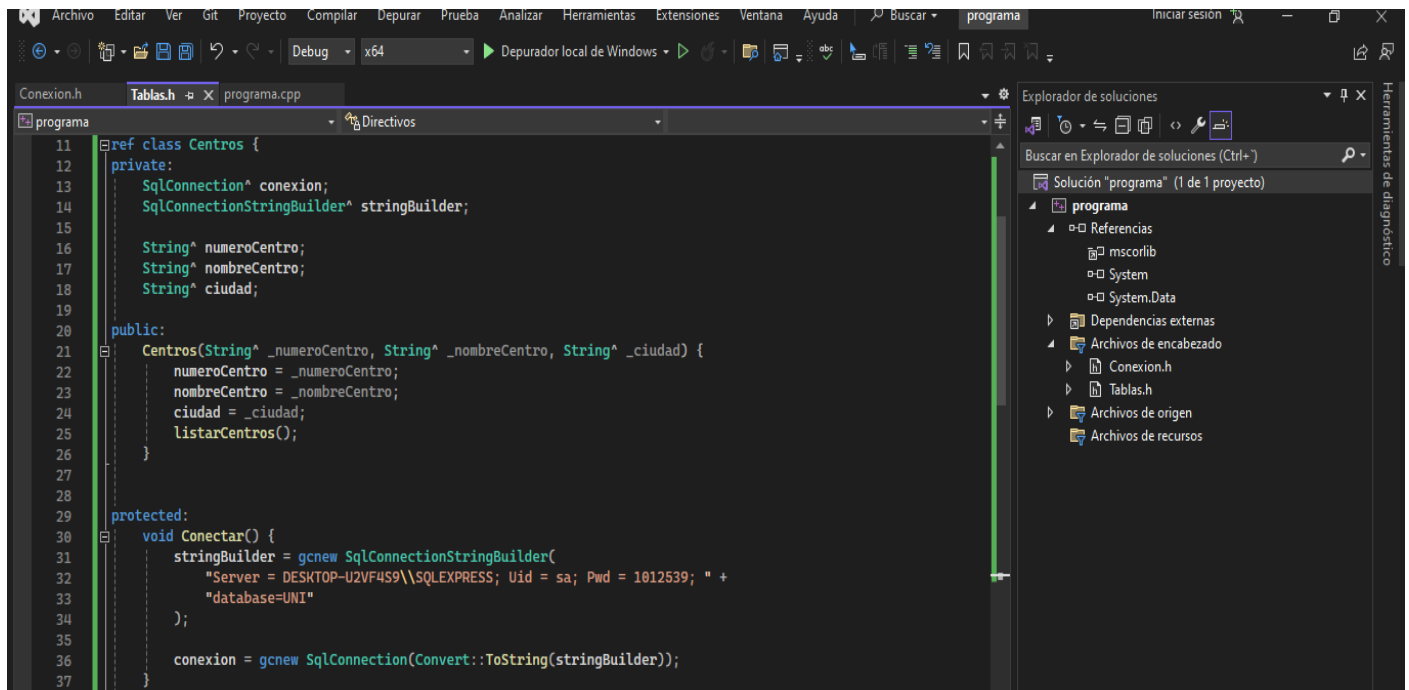 Archivo Editar Ver Git Proyecto Compilar Depurar Prueba Analizar Herramientas Extensiones Ventana Ayuda Buscar programa Iniciar sesión
Debug x64 Depurador local de Windows
Conexion.h Tablas.h programa.cpp
programa Directivos
11 ref class Centros {
12 private:
13 SqlConnection^ conexion;
14 SqlConnectionStringBuilder^ stringBuilder;
15
16 String^ numeroCentro;
17 String^ nombreCentro;
18 String^ ciudad;
19
20 public:
21 Centros(String^ _numeroCentro, String^ _nombreCentro, String^ _ciudad) {
22 numeroCentro = _numeroCentro;
23 nombreCentro = _nombreCentro;
24 ciudad = _ciudad;
25 listarCentros();
26 }
27
28
29 protected:
30 void Conectar() {
31 stringBuilder = gcnew SqlConnectionStringBuilder(
32 "Server = DESKTOP-U2VF4S9\\SQLEXPRESS; Uid = sa; Pwd = 1012539; " +
33 "database=UNI"
34 );
35
36 conexion = gcnew SqlConnection(Convert::ToString(stringBuilder));
37 }
Explorador de soluciones
Buscar en Explorador de soluciones (Ctrl+¨)
Solución "programa" (1 de 1 proyecto)
programa
Referencias
mscorlib
System
System.Data
Dependencias externas
Archivos de encabezado
Conexion.h
Tablas.h
Archivos de origen
Archivos de recursos
Herramientas de diagnóstico